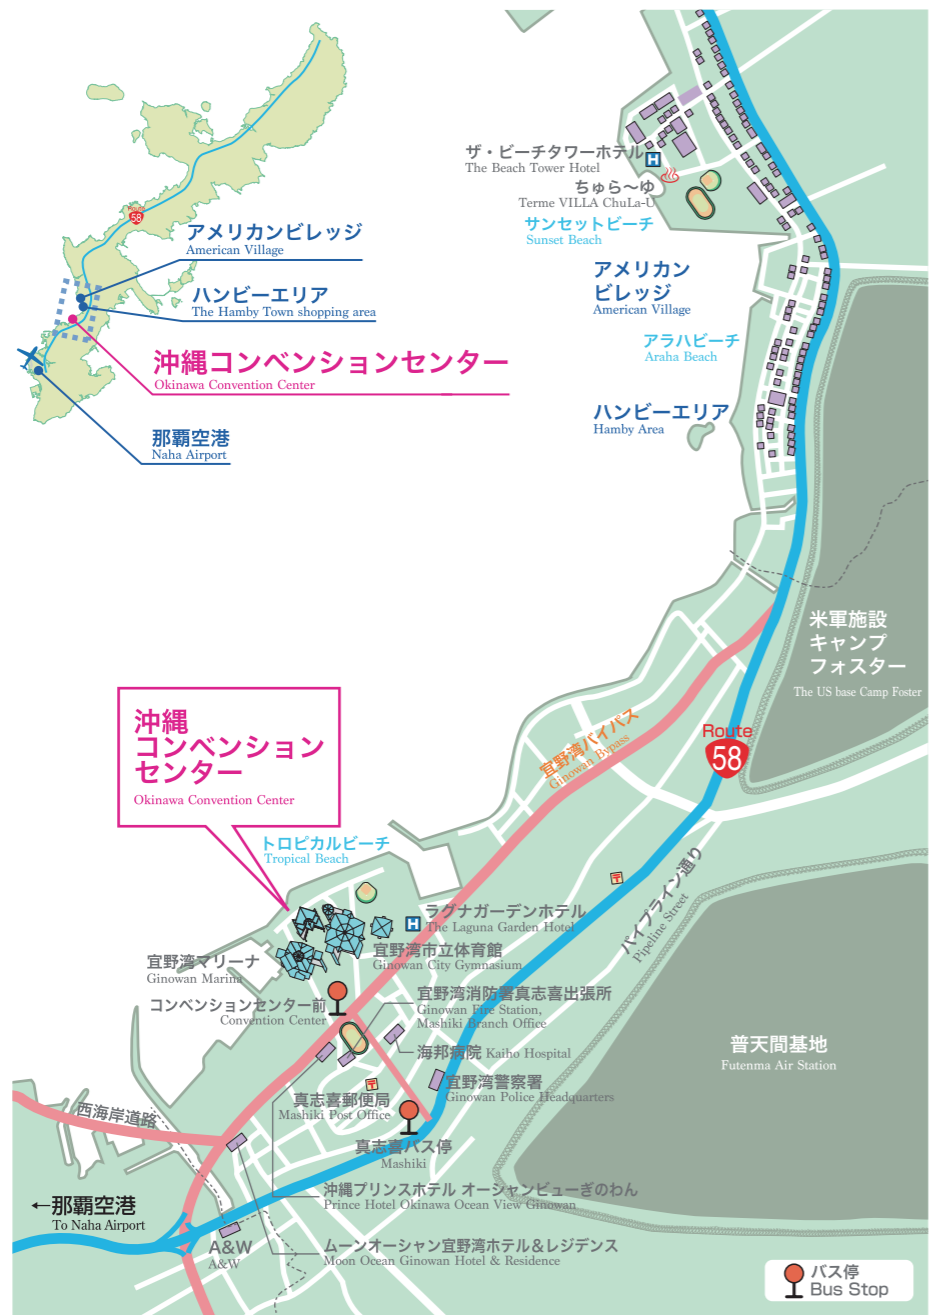 Route
58
アメリカンビレッジ
American Village
ハンビーエリア
The Hamby Town shopping area
沖縄コンベンションセンター
Okinawa Convention Center
那覇空港
Naha Airport
ザ・ビーチタワーホテル
H
The Beach Tower Hotel
ちゅら〜ゆ
Terme VILLA ChuLa-U
サンセットビーチ
Sunset Beach
アメリカン
ビレッジ
American Village
アラハビーチ
Araha Beach
ハンビーエリア
Hamby Area
米軍施設
キャンプ
フォスター
The US base Camp Foster
宜野湾バイパス
Ginowan Bypass
Route
58
沖縄
コンベンション
センター
Okinawa Convention Center
トロピカルビーチ
Tropical Beach
〒
パイプライン通り
Pipeline Street
H
ラグナガーデンホテル
The Laguna Garden Hotel
宜野湾市立体育館
Ginowan City Gymnasium
宜野湾マリーナ
Ginowan Marina
コンベンションセンター前
Convention Center
宜野湾消防署真志喜出張所
Ginowan Fire Station,
Mashiki Branch Office
海邦病院 Kaiho Hospital
普天間基地
Futenma Air Station
宜野湾警察署
Ginowan Police Headquarters
〒
真志喜郵便局
Mashiki Post Office
西海岸道路
真志喜バス停
Mashiki
沖縄プリンスホテル オーシャンビューぎのわん
Prince Hotel Okinawa Ocean View Ginowan
←那覇空港
To Naha Airport
A&W
A&W
ムーンオーシャン宜野湾ホテル&レジデンス
Moon Ocean Ginowan Hotel & Residence
バス停
Bus Stop